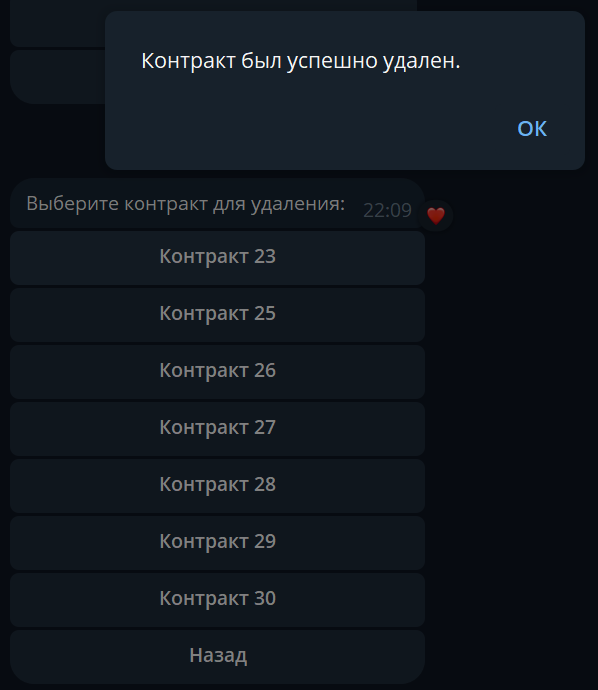 Контракт был успешно удален.
ОК
Выберите контракт для удаления:
22:09
Контракт 23
Контракт 25
Контракт 26
Контракт 27
Контракт 28
Контракт 29
Контракт 30
Назад